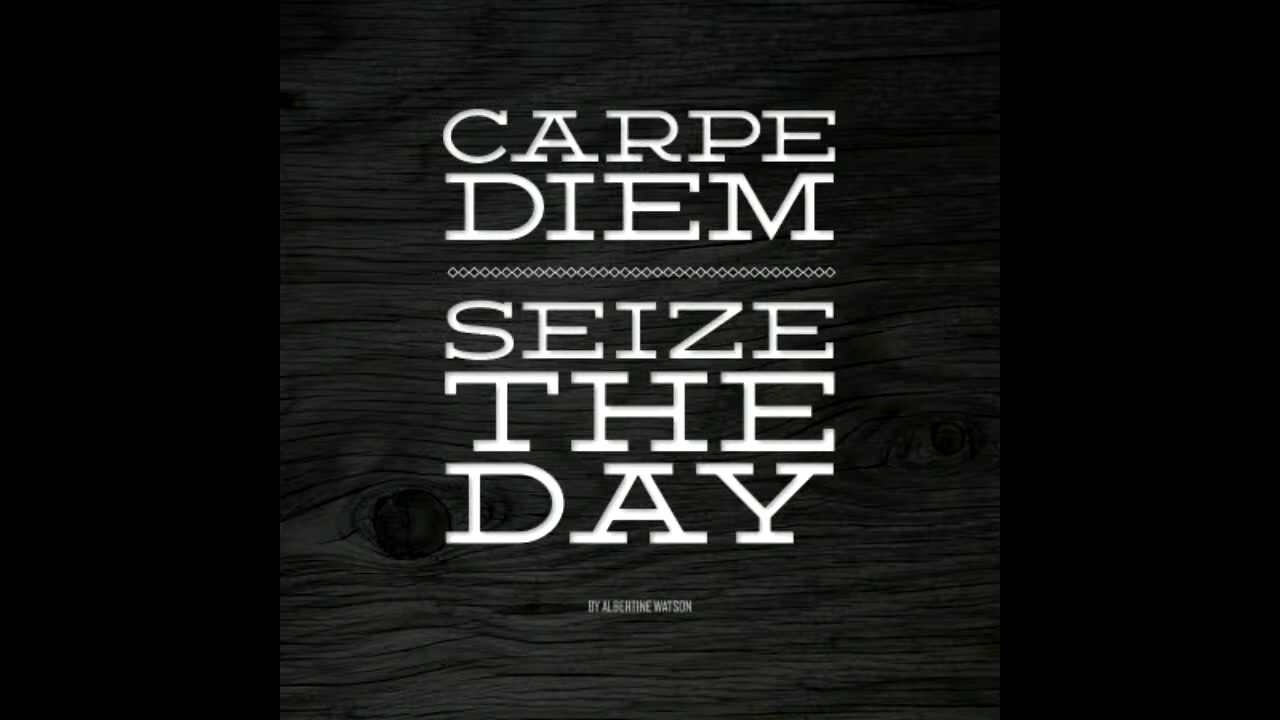 CARPE
DIEM
SEIZE
THE
DAY
BY ALBERTINE WATSON